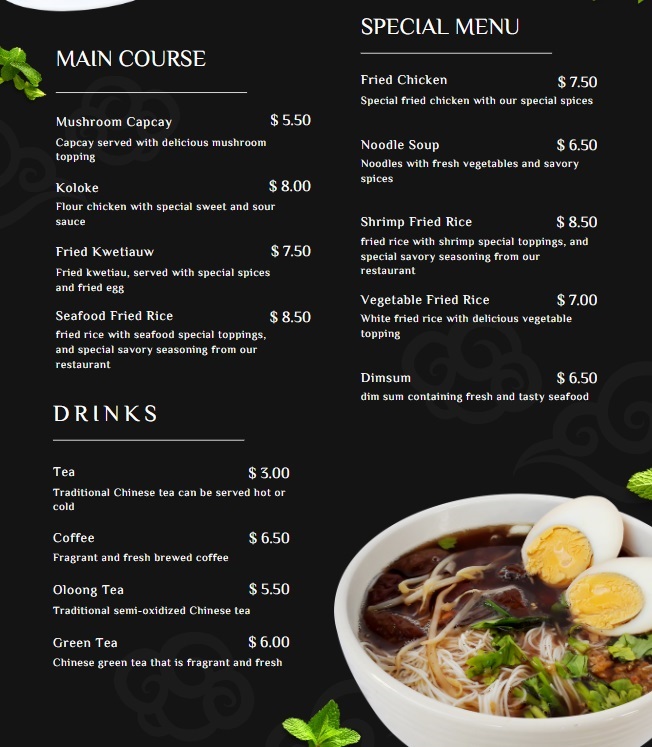 MAIN COURSE
Mushroom Capcay $ 5.50
Capcay served with delicious mushroom
topping
Koloke $ 8.00
Flour chicken with special sweet and sour
sauce
Fried Kwetiauw $ 7.50
Fried kwetiau, served with special spices
and fried egg
Seafood Fried Rice $ 8.50
fried rice with seafood special toppings,
and special savory seasoning from our
restaurant
DRINKS
Tea $ 3.00
Traditional Chinese tea can be served hot or
cold
Coffee $ 6.50
Fragrant and fresh brewed coffee
Oloong Tea $ 5.50
Traditional semi-oxidized Chinese tea
Green Tea $ 6.00
Chinese green tea that is fragrant and fresh
SPECIAL MENU
Fried Chicken $ 7.50
Special fried chicken with our special spices
Noodle Soup $ 6.50
Noodles with fresh vegetables and savory
spices
Shrimp Fried Rice $ 8.50
fried rice with shrimp special toppings, and
special savory seasoning from our
restaurant
Vegetable Fried Rice $ 7.00
White fried rice with delicious vegetable
topping
Dimsum $ 6.50
dim sum containing fresh and tasty seafood